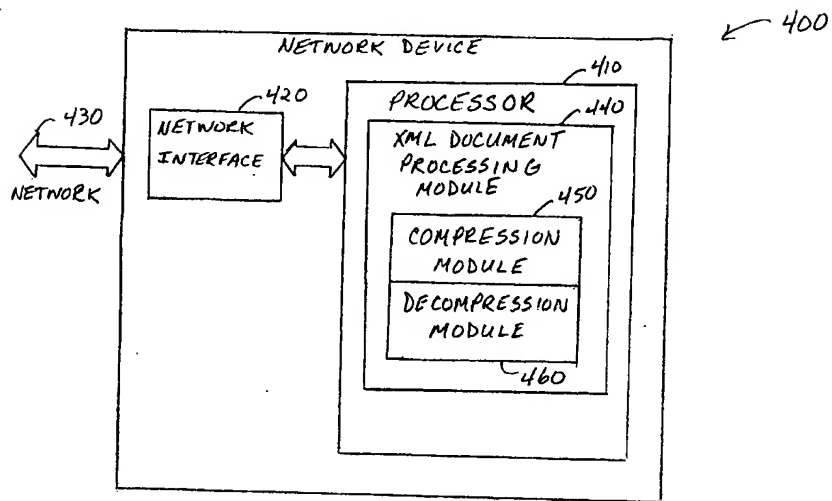 400
NETWORK DEVICE
410
420
PROCESSOR
430
440
NETWORK
INTERFACE
XML DOCUMENT
PROCESSING
MODULE
NETWORK
450
COMPRESSION
MODULE
DECOMPRESSION
MODULE
460